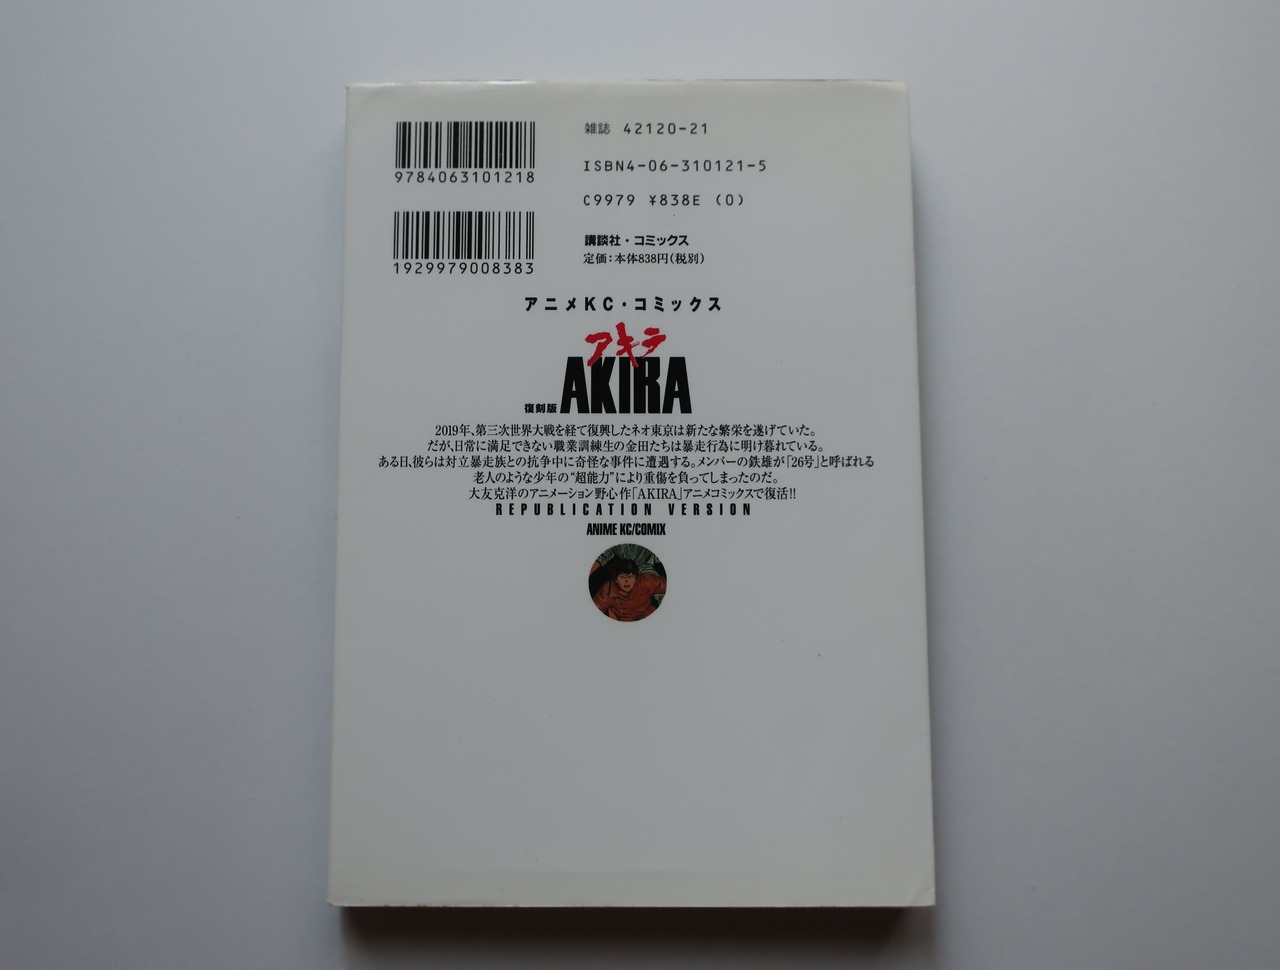 9784063101218
1929979008383
雑誌 42120-21
ISBN4-06-310121-5
C9979 ¥838E (0)
講談社・コミックス
定価：本体838円（税別）
アニメKC・コミックス
アキラ
復刻版 AKIRA
2019年、第三次世界大戦を経て復興したネオ東京は新たな繁栄を遂げていた。
だが、日常に満足できない職業訓練生の金田たちは暴走行為に明け暮れている。
ある日、彼らは対立暴走族との抗争中に奇怪な事件に遭遇する。メンバーの鉄雄が「26号」と呼ばれる
老人のような少年の"超能力"により重傷を負ってしまったのだ。
大友克洋のアニメーション野心作「AKIRA」アニメコミックスで復活!!
REPUBLICATION VERSION
ANIME KC/COMIX